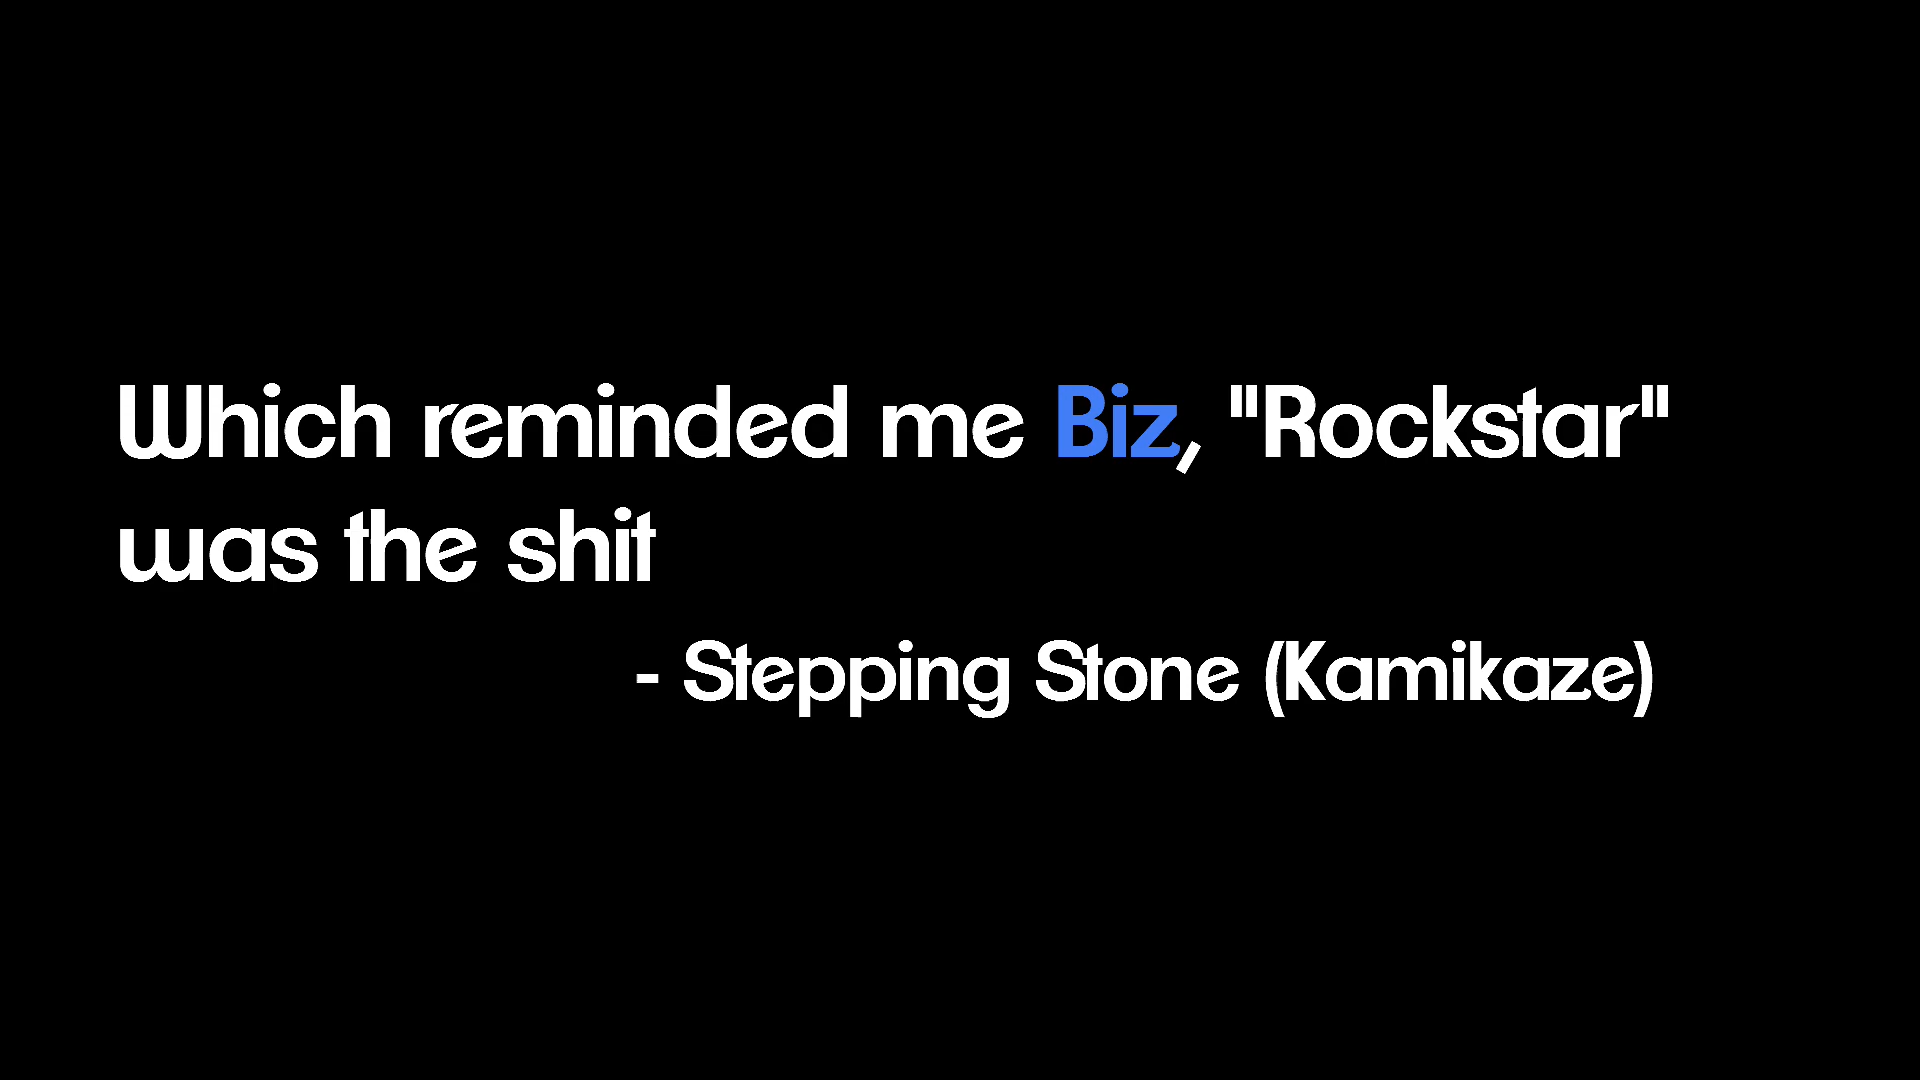 Which reminded me Biz, "Rockstar"
was the shit
- Stepping Stone (Kamikaze)